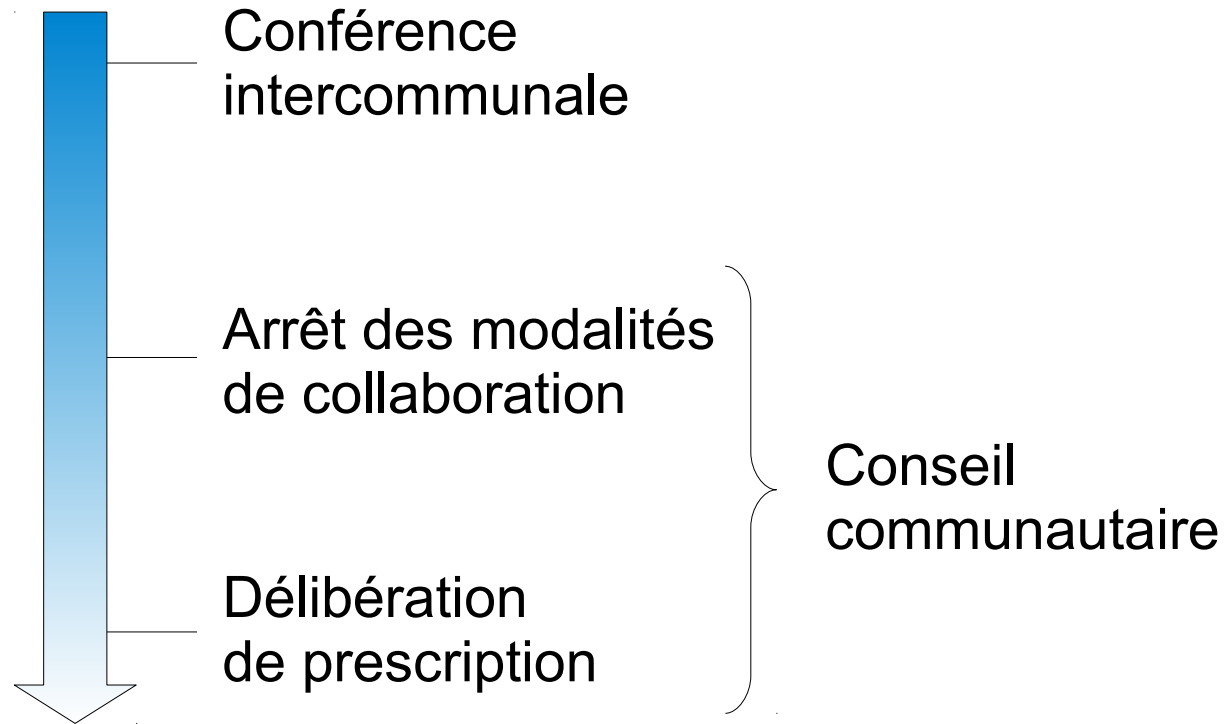 Conférence
intercommunale
Arrêt des modalités
de collaboration
Conseil
communautaire
Délibération
de prescription